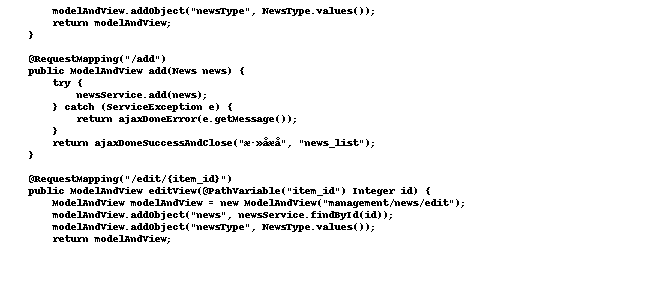 modelAndView.addObject("newsType", NewsType.values());
return modelAndView;
}
@RequestMapping("/add")
public ModelAndView add(News news) {
try {
newsService.add(news);
} catch (ServiceException e) {
return ajaxDoneError(e.getMessage());
}
return ajaxDoneSuccessAndClose("æ·»åæå", "news_list");
}
@RequestMapping("/edit/{item_id}")
public ModelAndView editView(@PathVariable("item_id") Integer id) {
ModelAndView modelAndView = new ModelAndView("management/news/edit");
modelAndView.addObject("news", newsService.findById(id));
modelAndView.addObject("newsType", NewsType.values());
return modelAndView;